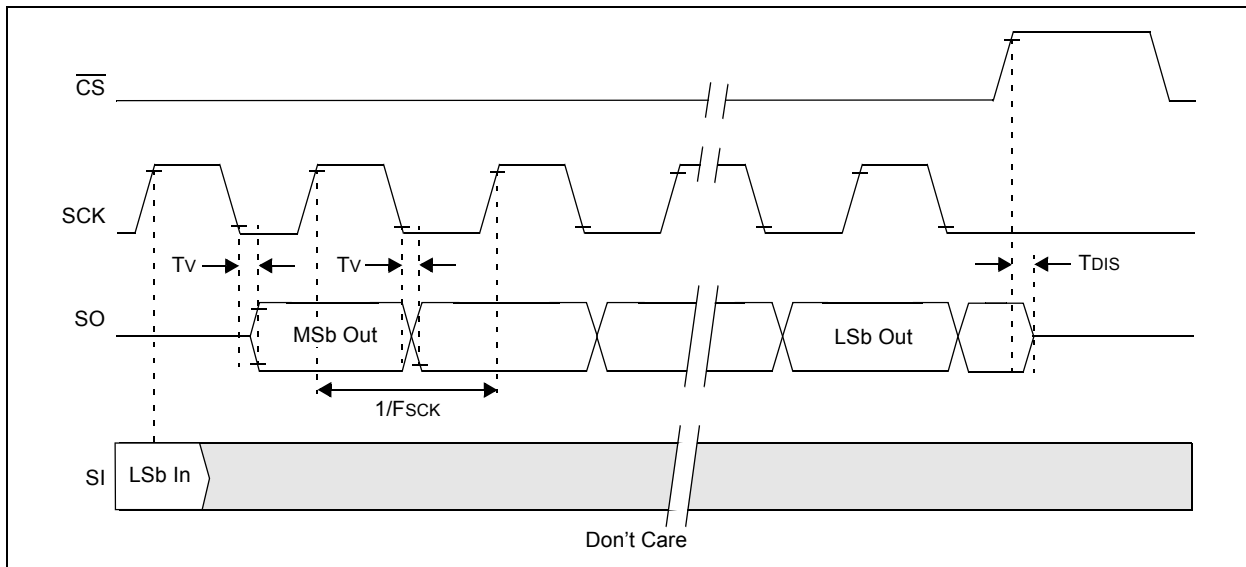 CS
SCK
TV
TV
TDIS
SO
MSb Out
LSb Out
1/FSCK
SI
LSb In
Don't Care